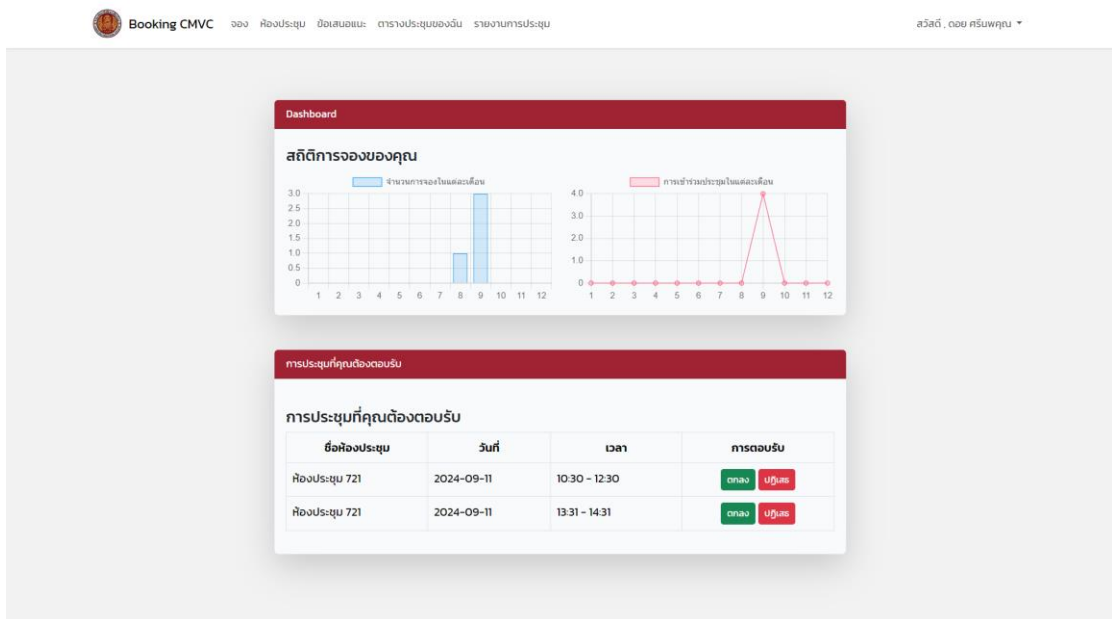 Booking CMVC จอง ห้องประชุม ข้อเสนอแนะ ตารางประชุมของฉัน รายงานการประชุม สวัสดี , ดอย ศรีนพคุณ
Dashboard
สถิติการจองของคุณ
จำนวนการจองในแต่ละเดือน
3.0
2.5
2.0
1.5
1.0
0.5
0
1 2 3 4 5 6 7 8 9 10 11 12
การเข้าร่วมประชุมในแต่ละเดือน
4.0
3.0
2.0
1.0
0
1 2 3 4 5 6 7 8 9 10 11 12
การประชุมที่คุณต้องตอบรับ
การประชุมที่คุณต้องตอบรับ
ชื่อห้องประชุม วันที่ เวลา การตอบรับ
ห้องประชุม 721 2024-09-11 10:30 - 12:30 ตกลง ปฏิเสธ
ห้องประชุม 721 2024-09-11 13:31 - 14:31 ตกลง ปฏิเสธ